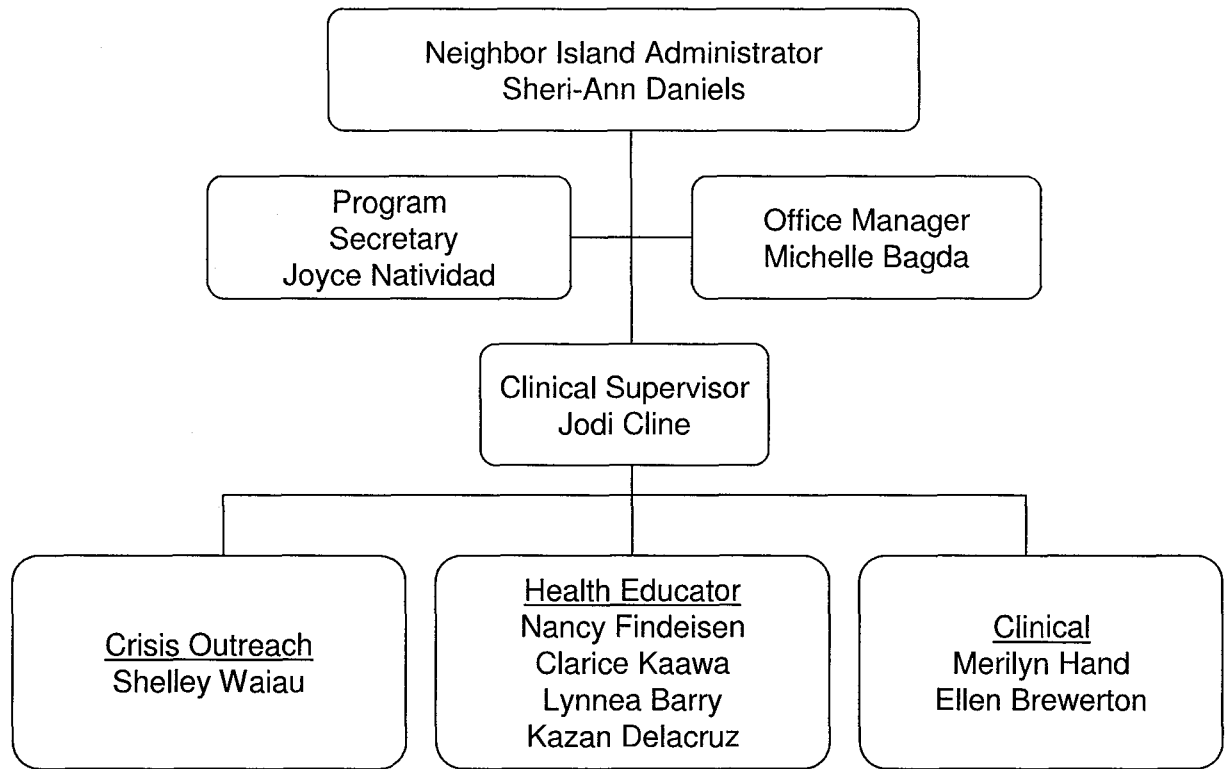 Neighbor Island Administrator
Sheri-Ann Daniels
Program
Secretary
Joyce Natividad
Office Manager
Michelle Bagda
Clinical Supervisor
Jodi Cline
Crisis Outreach
Shelley Waiau
Health Educator
Nancy Findeisen
Clarice Kaawa
Lynnea Barry
Kazan Delacruz
Clinical
Merilyn Hand
Ellen Brewerton